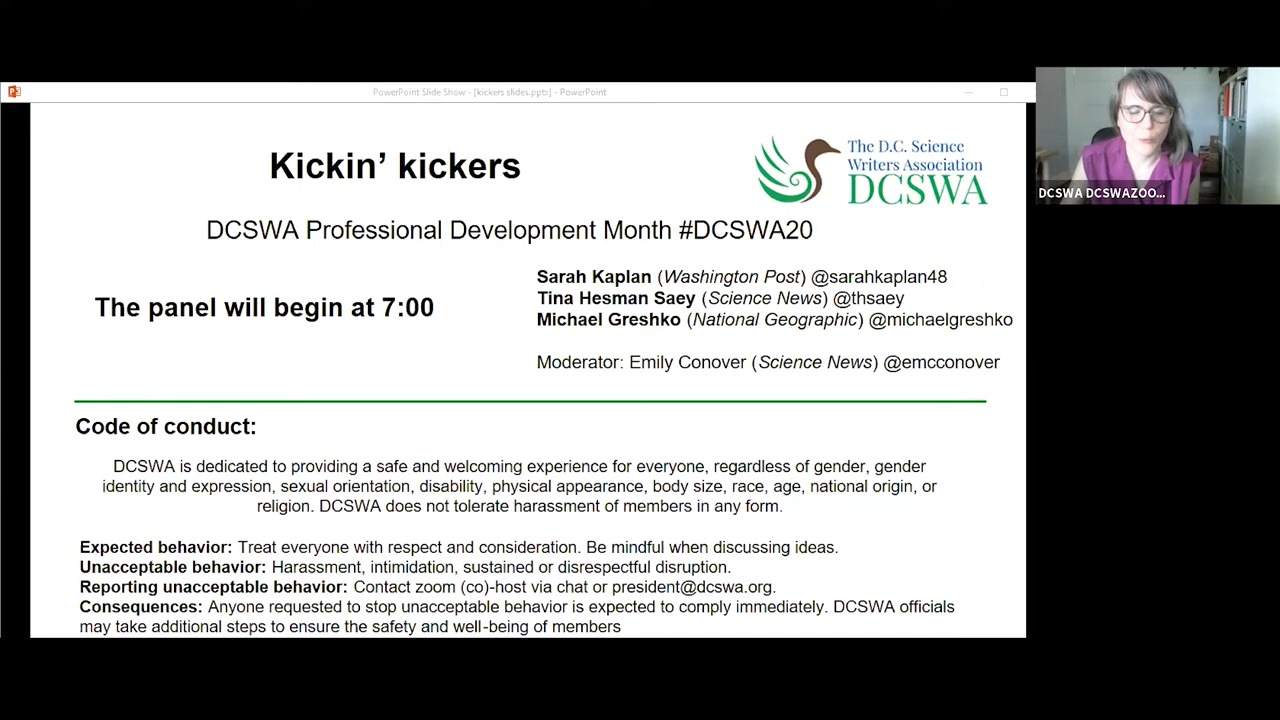 PowerPoint Slide Show - [kickers slides.pptx] - PowerPoint
Kickin’ kickers
The D.C. Science
Writers Association
DCSWA
DCSWA Professional Development Month #DCSWA20
The panel will begin at 7:00
Sarah Kaplan (Washington Post) @sarahkaplan48
Tina Hesman Saey (Science News) @thsaey
Michael Greshko (National Geographic) @michaelgreshko
Moderator: Emily Conover (Science News) @emcconover
Code of conduct:
DCSWA is dedicated to providing a safe and welcoming experience for everyone, regardless of gender, gender
identity and expression, sexual orientation, disability, physical appearance, body size, race, age, national origin, or
religion. DCSWA does not tolerate harassment of members in any form.
Expected behavior: Treat everyone with respect and consideration. Be mindful when discussing ideas.
Unacceptable behavior: Harassment, intimidation, sustained or disrespectful disruption.
Reporting unacceptable behavior: Contact zoom (co)-host via chat or president@dcswa.org.
Consequences: Anyone requested to stop unacceptable behavior is expected to comply immediately. DCSWA officials
may take additional steps to ensure the safety and well-being of members
DCSWA DCSWAZOO...